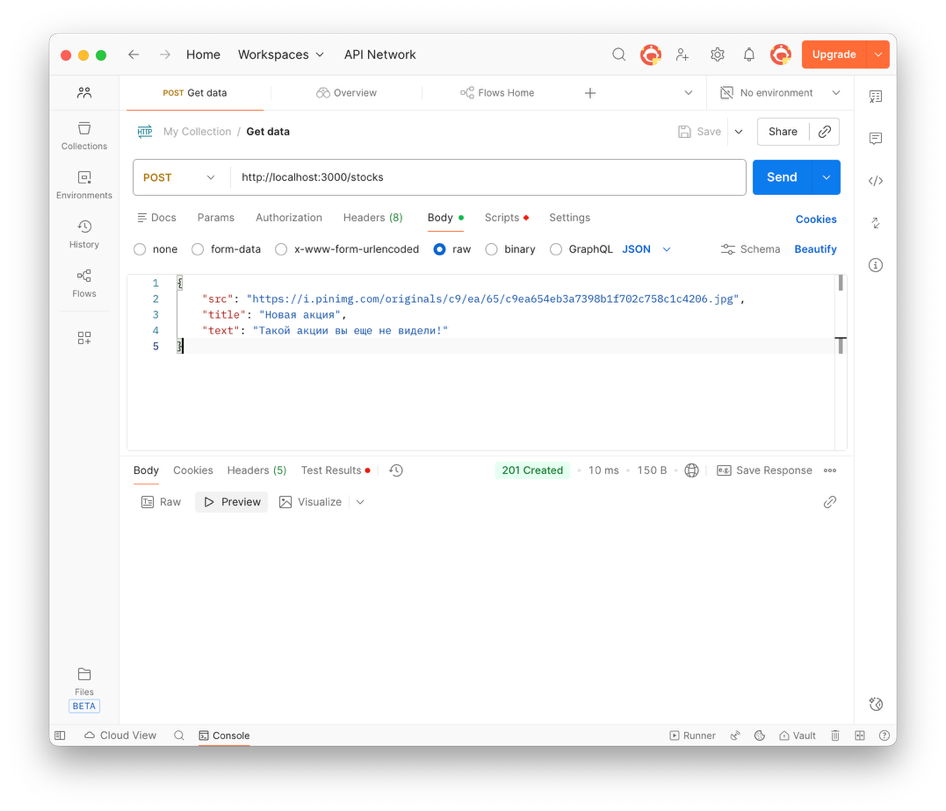 Home Workspaces API Network Upgrade
POST Get data Overview Flows Home No environment
Collections
Environments
History
Flows
Files
BETA
HTTP My Collection / Get data Save Share
POST http://localhost:3000/stocks Send
Docs Params Authorization Headers (8) Body Scripts Settings Cookies
none form-data x-www-form-urlencoded raw binary GraphQL JSON Schema Beautify
1 {
2 "src": "https://i.pinimg.com/originals/c9/ea/65/c9ea654eb3a7398b1f702c758c1c4206.jpg",
3 "title": "Новая акция",
4 "text": "Такой акции вы еще не видели!"
5 }
Body Cookies Headers (5) Test Results 201 Created 10 ms 150 B Save Response
Raw Preview Visualize
Cloud View Console Runner Vault